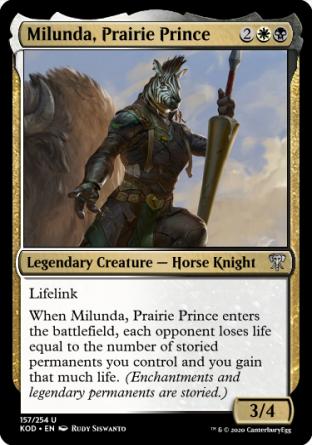 Milunda, Prairie Prince 2
Legendary Creature — Horse Knight
Lifelink
When Milunda, Prairie Prince enters
the battlefield, each opponent loses life
equal to the number of storied
permanents you control and you gain
that much life. (Enchantments and
legendary permanents are storied.)
3/4
157/254 U
KOD • EN Rudy Siswanto
™ & © 2020 CanterburyEgg